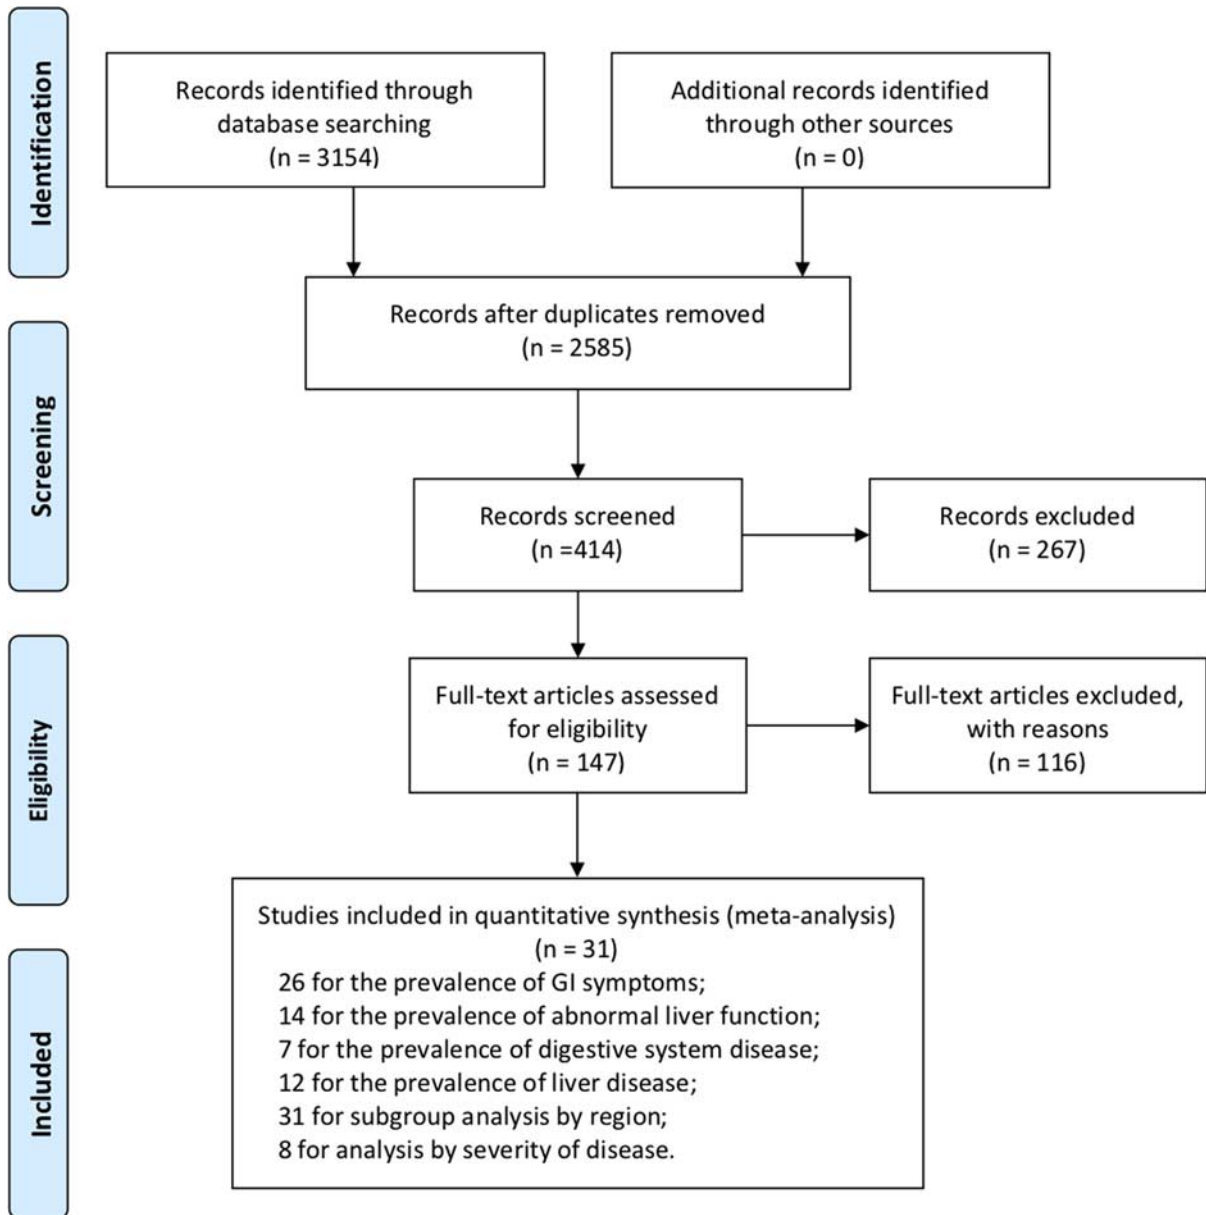 Identification
Records identified through
database searching
(n = 3154)
Additional records identified
through other sources
(n = 0)
Records after duplicates removed
(n = 2585)
Screening
Records screened
(n =414)
Records excluded
(n = 267)
Eligibility
Full-text articles assessed
for eligibility
(n = 147)
Full-text articles excluded,
with reasons
(n = 116)
Included
Studies included in quantitative synthesis (meta-analysis)
(n = 31)
26 for the prevalence of GI symptoms;
14 for the prevalence of abnormal liver function;
7 for the prevalence of digestive system disease;
12 for the prevalence of liver disease;
31 for subgroup analysis by region;
8 for analysis by severity of disease.